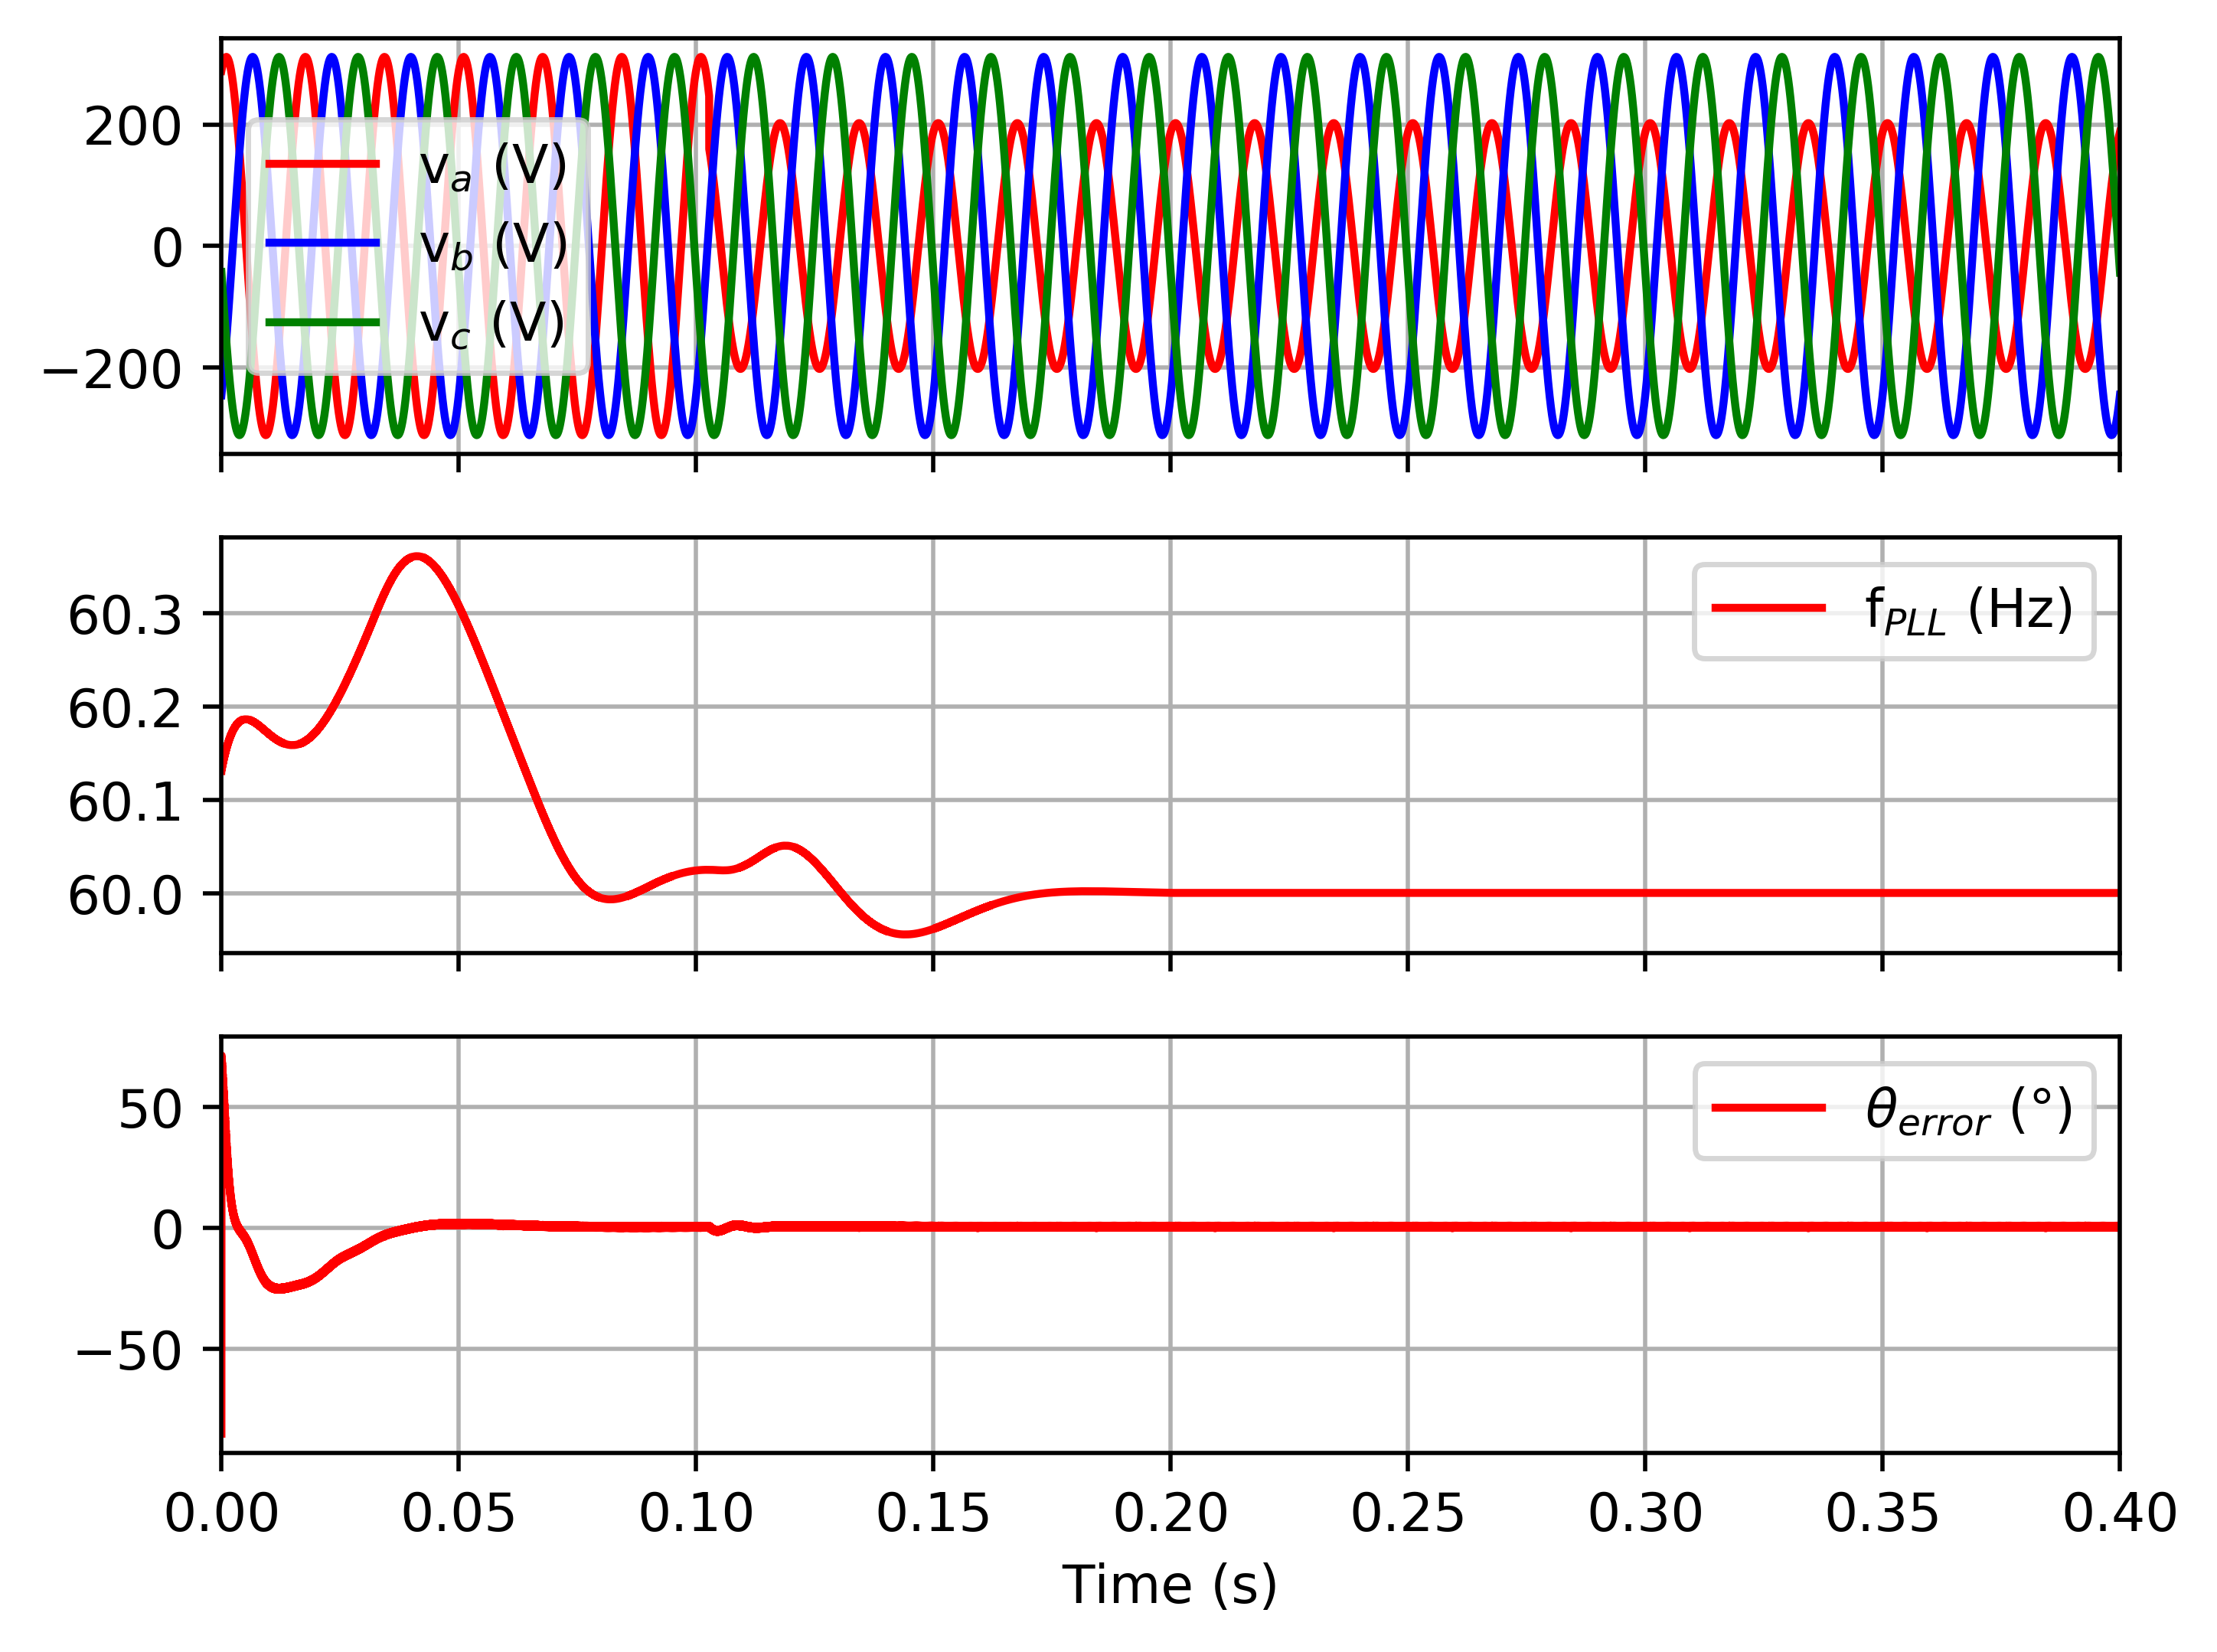 200
0
−200
v_a (V)
v_b (V)
v_c (V)
60.3
60.2
60.1
60.0
f_PLL (Hz)
50
0
−50
θ_error (°)
0.00 0.05 0.10 0.15 0.20 0.25 0.30 0.35 0.40
Time (s)